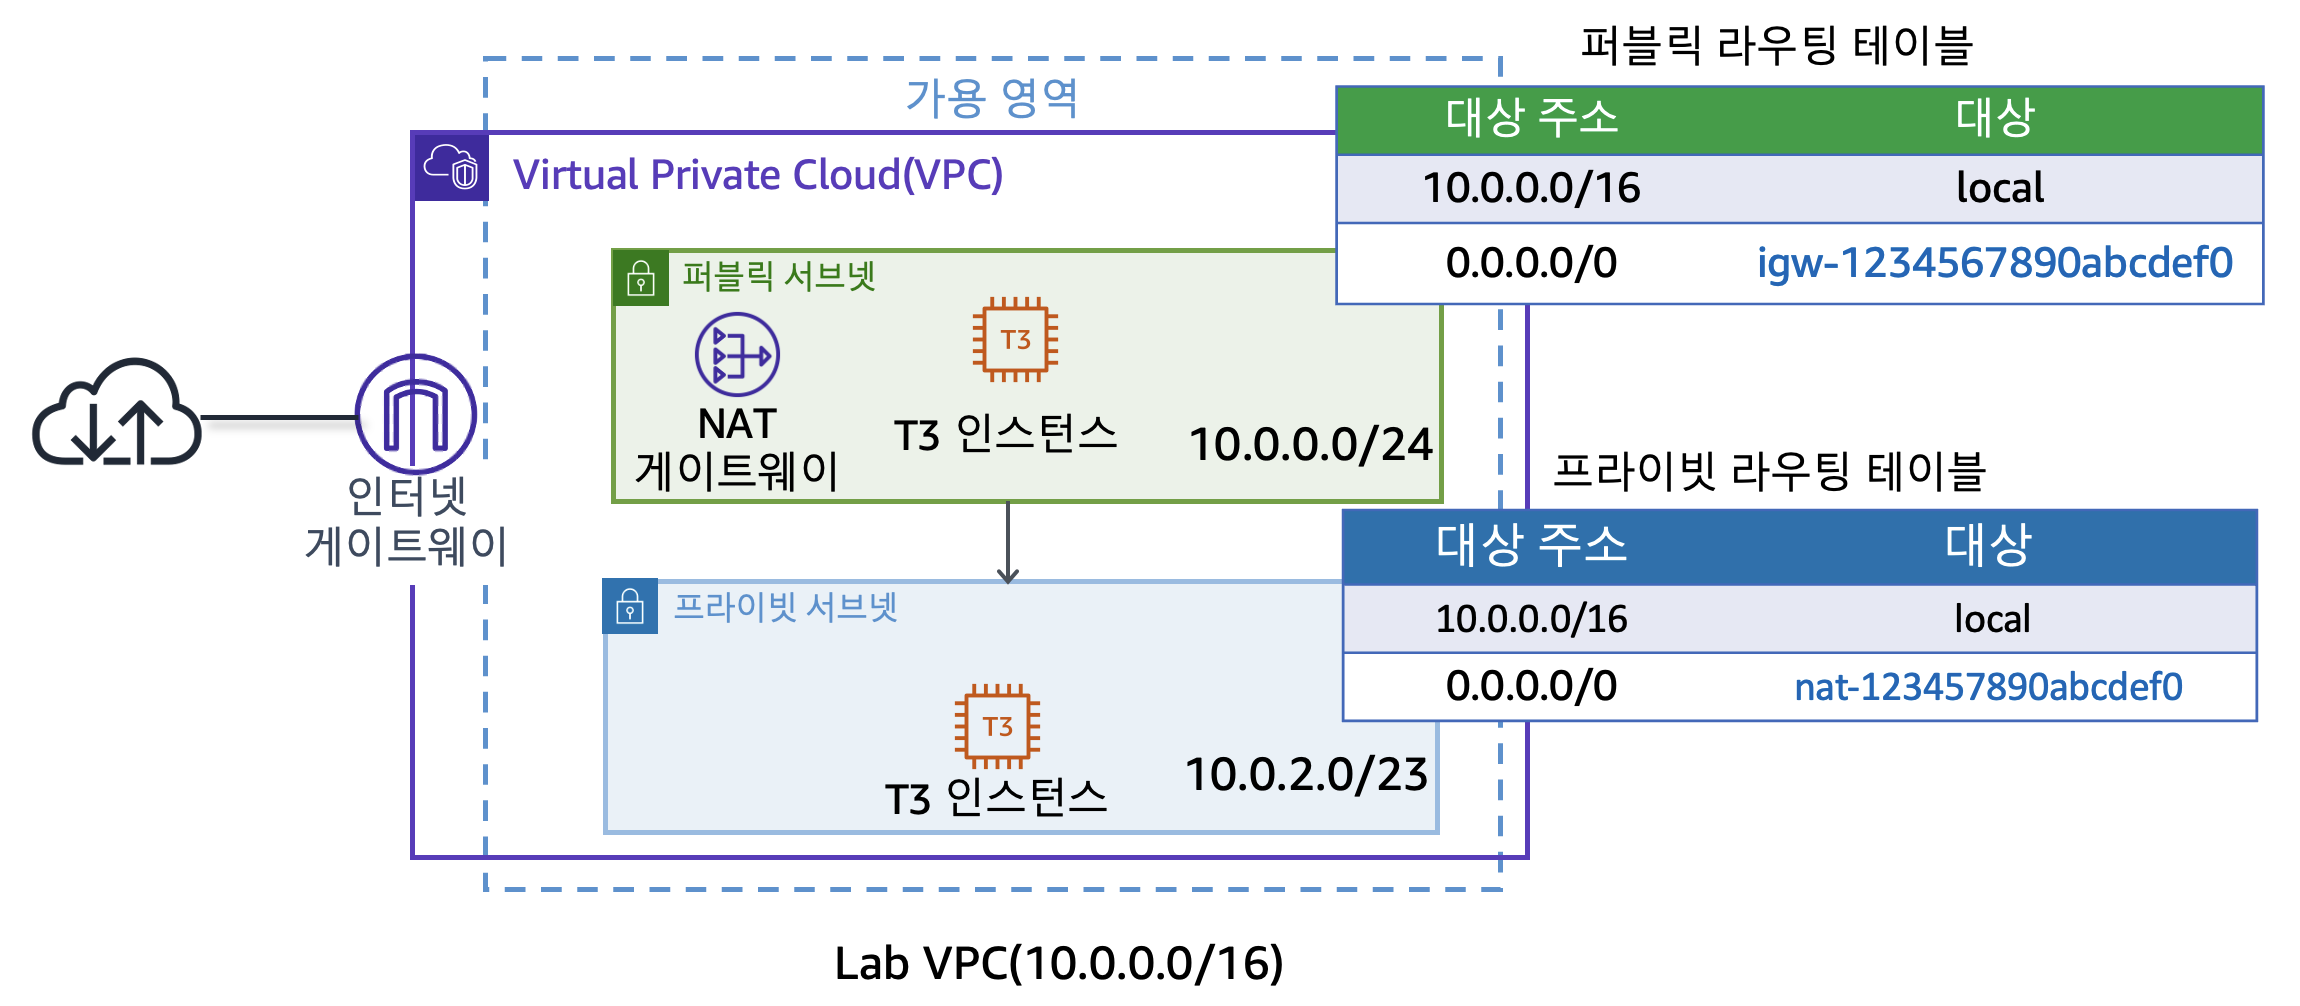 퍼블릭 라우팅 테이블
가용 영역
대상 주소 대상
Virtual Private Cloud(VPC)
10.0.0.0/16 local
0.0.0.0/0 igw-1234567890abcdef0
퍼블릭 서브넷
T3
NAT
게이트웨이
T3 인스턴스
10.0.0.0/24
인터넷
게이트웨이
프라이빗 라우팅 테이블
대상 주소 대상
10.0.0.0/16 local
0.0.0.0/0 nat-123457890abcdef0
프라이빗 서브넷
T3
T3 인스턴스
10.0.2.0/23
Lab VPC(10.0.0.0/16)